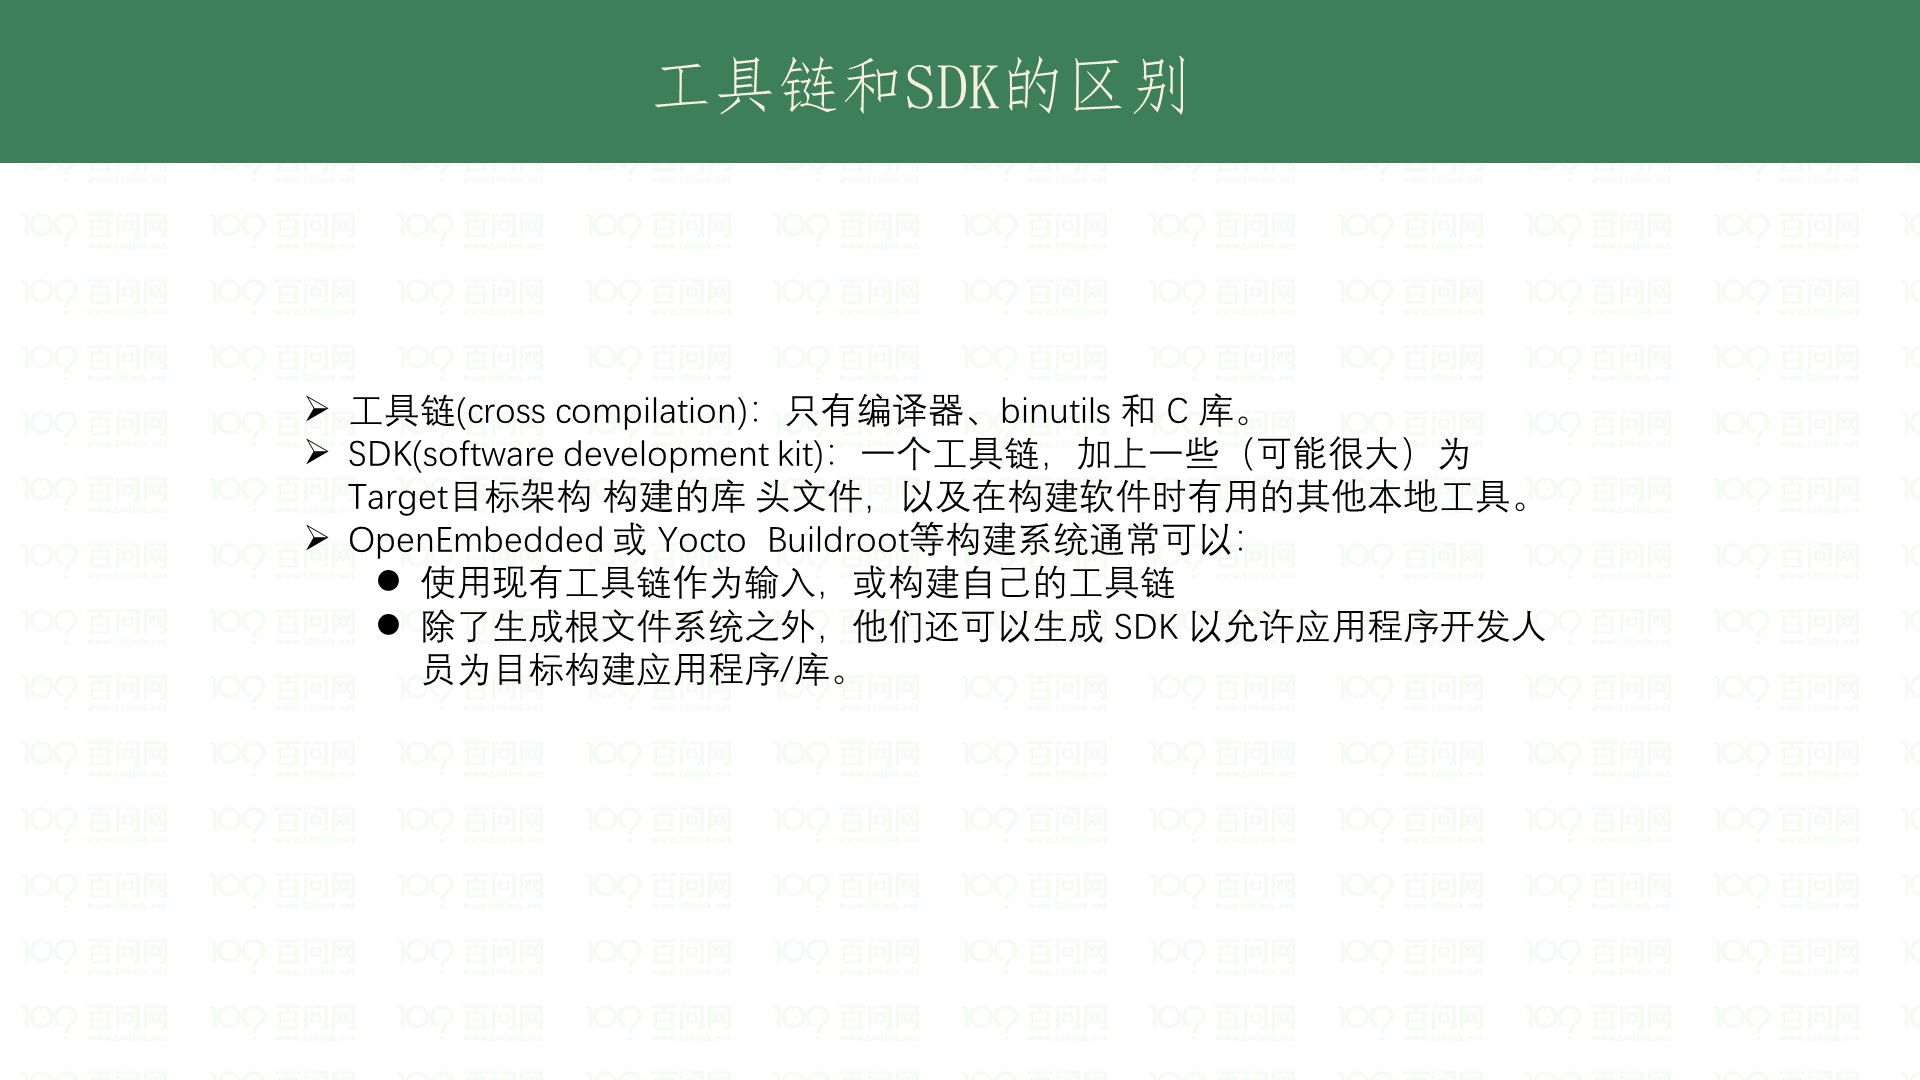 工具链和SDK的区别
➢ 工具链(cross compilation)：只有编译器、binutils 和 C 库。
➢ SDK(software development kit)：一个工具链，加上一些（可能很大）为
Target目标架构 构建的库 头文件，以及在构建软件时有用的其他本地工具。
➢ OpenEmbedded 或 Yocto  Buildroot等构建系统通常可以：
● 使用现有工具链作为输入，或构建自己的工具链
● 除了生成根文件系统之外，他们还可以生成 SDK 以允许应用程序开发人
员为目标构建应用程序/库。
百问网
www.100ask.net